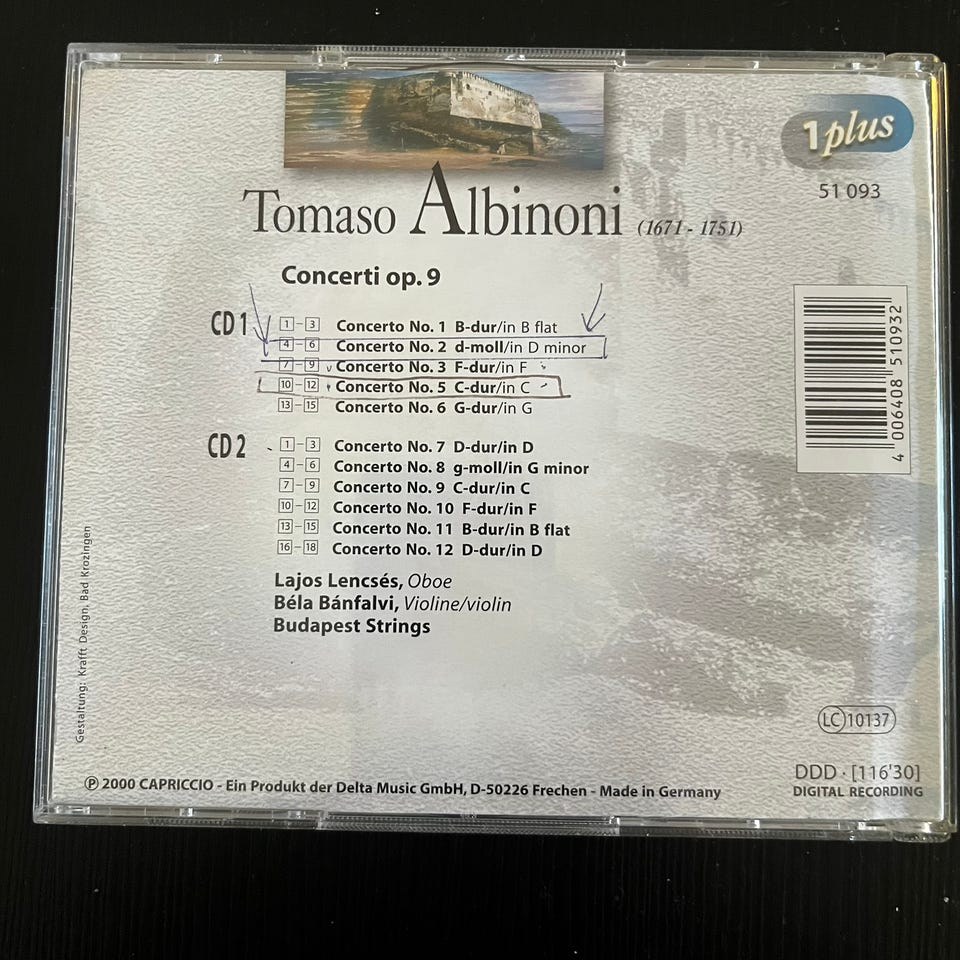 1plus
51 093
Tomaso Albinoni (1671 - 1751)
Concerti op. 9
CD 1
1 – 3 Concerto No. 1 B-dur/in B flat
4 – 6 Concerto No. 2 d-moll/in D minor
7 – 9 Concerto No. 3 F-dur/in F
10 – 12 Concerto No. 5 C-dur/in C
13 – 15 Concerto No. 6 G-dur/in G
CD 2
1 – 3 Concerto No. 7 D-dur/in D
4 – 6 Concerto No. 8 g-moll/in G minor
7 – 9 Concerto No. 9 C-dur/in C
10 – 12 Concerto No. 10 F-dur/in F
13 – 15 Concerto No. 11 B-dur/in B flat
16 – 18 Concerto No. 12 D-dur/in D
Lajos Lencsés, Oboe
Béla Bánfalvi, Violine/violin
Budapest Strings
4 006408 510932
Gestaltung: Krafft Design, Bad Krozingen
LC 10137
DDD · [116'30]
DIGITAL RECORDING
℗ 2000 CAPRICCIO - Ein Produkt der Delta Music GmbH, D-50226 Frechen - Made in Germany